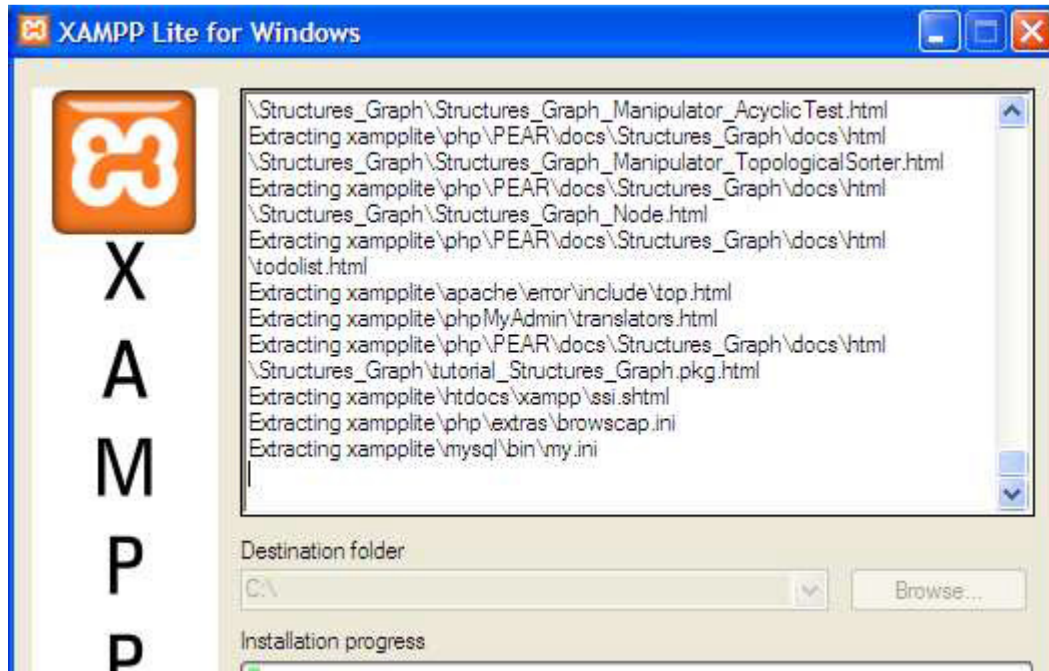 XAMPP Lite for Windows
\Structures_Graph\Structures_Graph_Manipulator_AcyclicTest.html
Extracting xampplite\php\PEAR\docs\Structures_Graph\docs\html
\Structures_Graph\Structures_Graph_Manipulator_TopologicalSorter.html
Extracting xampplite\php\PEAR\docs\Structures_Graph\docs\html
\Structures_Graph\Structures_Graph_Node.html
Extracting xampplite\php\PEAR\docs\Structures_Graph\docs\html
\todolist.html
Extracting xampplite\apache\error\include\top.html
Extracting xampplite\phpMyAdmin\translators.html
Extracting xampplite\php\PEAR\docs\Structures_Graph\docs\html
\Structures_Graph\tutorial_Structures_Graph.pkg.html
Extracting xampplite\htdocs\xampp\ssi.shtml
Extracting xampplite\php\extras\browscap.ini
Extracting xampplite\mysql\bin\my.ini
X
A
M
P
P
Destination folder
C:\
Browse...
Installation progress